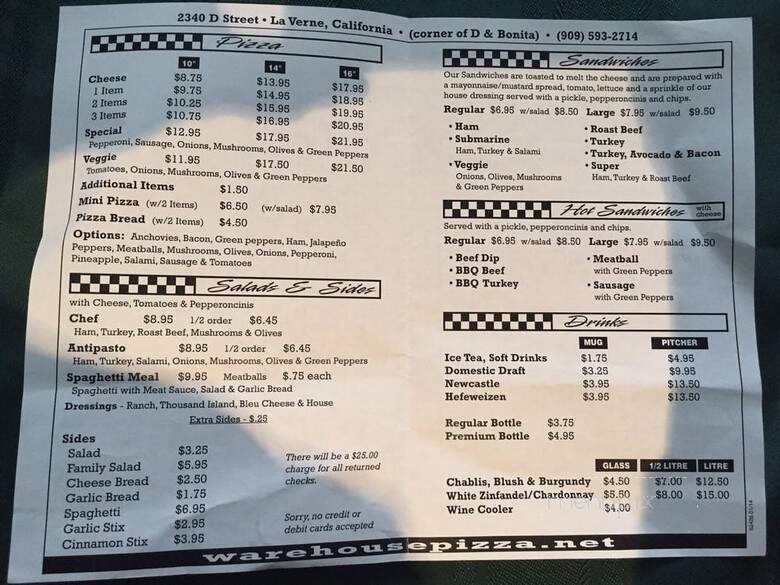 2340 D Street • La Verne, California • (corner of D & Bonita) • (909) 593-2714
Pizza
10" 14" 16"
Cheese $8.75 $13.95 $17.95
1 Item $9.75 $14.95 $18.95
2 Items $10.25 $15.95 $19.95
3 Items $10.75 $16.95 $20.95
Special $12.95 $17.95 $21.95
Pepperoni, Sausage, Onions, Mushrooms, Olives & Green Peppers
Veggie $11.95 $17.50 $21.50
Tomatoes, Onions, Mushrooms, Olives & Green Peppers
Additional Items $1.50
Mini Pizza (w/2 Items) $6.50 (w/salad) $7.95
Pizza Bread (w/2 Items) $4.50
Options: Anchovies, Bacon, Green peppers, Ham, Jalapeño
Peppers, Meatballs, Mushrooms, Olives, Onions, Pepperoni,
Pineapple, Salami, Sausage & Tomatoes
Salads & Sides
with Cheese, Tomatoes & Pepperoncinis
Chef $8.95 1/2 order $6.45
Ham, Turkey, Roast Beef, Mushrooms & Olives
Antipasto $8.95 1/2 order $6.45
Ham, Turkey, Salami, Onions, Mushrooms, Olives & Green Peppers
Spaghetti Meal $9.95 Meatballs $.75 each
Spaghetti with Meat Sauce, Salad & Garlic Bread
Dressings - Ranch, Thousand Island, Bleu Cheese & House
Extra Sides - $.25
Sides
Salad $3.25
Family Salad $5.95
Cheese Bread $2.50
Garlic Bread $1.75
Spaghetti $6.95
Garlic Stix $2.95
Cinnamon Stix $3.95
There will be a $25.00
charge for all returned
checks.
Sorry, no credit or
debit cards accepted
Sandwiches
Our Sandwiches are toasted to melt the cheese and are prepared with
a mayonnaise/mustard spread, tomato, lettuce and a sprinkle of our
house dressing served with a pickle, pepperoncinis and chips.
Regular $6.95 w/salad $8.50 Large $7.95 w/salad $9.50
• Ham
• Submarine
Ham, Turkey & Salami
• Veggie
Onions, Olives, Mushrooms
& Green Peppers
• Roast Beef
• Turkey
• Turkey, Avocado & Bacon
• Super
Ham, Turkey & Roast Beef
Hot Sandwiches with
cheese
Served with a pickle, pepperoncinis and chips.
Regular $6.95 w/salad $8.50 Large $7.95 w/salad $9.50
• Beef Dip
• BBQ Beef
• BBQ Turkey
• Meatball
with Green Peppers
• Sausage
with Green Peppers
Drinks
MUG PITCHER
Ice Tea, Soft Drinks $1.75 $4.95
Domestic Draft $3.25 $9.95
Newcastle $3.95 $13.50
Hefeweizen $3.95 $13.50
Regular Bottle $3.75
Premium Bottle $4.95
GLASS 1/2 LITRE LITRE
Chablis, Blush & Burgundy $4.50 $7.00 $12.50
White Zinfandel/Chardonnay $5.50 $8.00 $15.00
Wine Cooler $4.00
warehousepizza.net